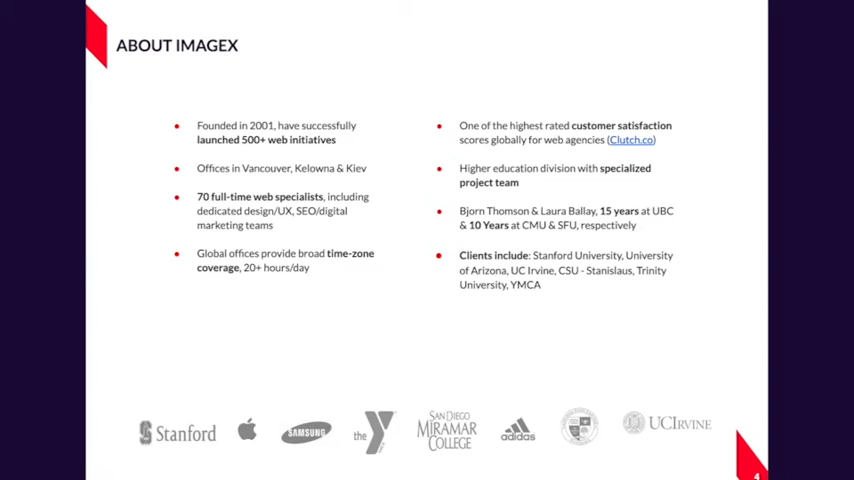 ABOUT IMAGEX
Founded in 2001, have successfully
launched 500+ web initiatives
Offices in Vancouver, Kelowna & Kiev
70 full-time web specialists, including
dedicated design/UX, SEO/digital
marketing teams
Global offices provide broad time-zone
coverage, 20+ hours/day
One of the highest rated customer satisfaction
scores globally for web agencies (Clutch.co)
Higher education division with specialized
project team
Bjorn Thomson & Laura Ballay, 15 years at UBC
& 10 Years at CMU & SFU, respectively
Clients include: Stanford University, University
of Arizona, UC Irvine, CSU - Stanislaus, Trinity
University, YMCA
Stanford
SAMSUNG
the Y
SAN DIEGO
MIRAMAR
COLLEGE
adidas
UCIRVINE
4